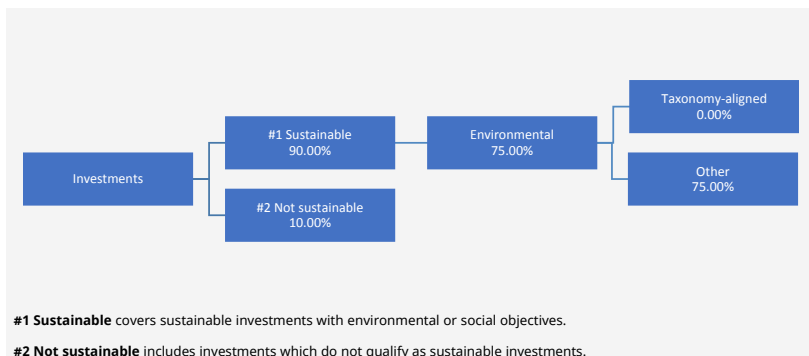 Investments
#1 Sustainable
90.00%
#2 Not sustainable
10.00%
Environmental
75.00%
Taxonomy-aligned
0.00%
Other
75.00%
#1 Sustainable covers sustainable investments with environmental or social objectives.
#2 Not sustainable includes investments which do not qualify as sustainable investments.